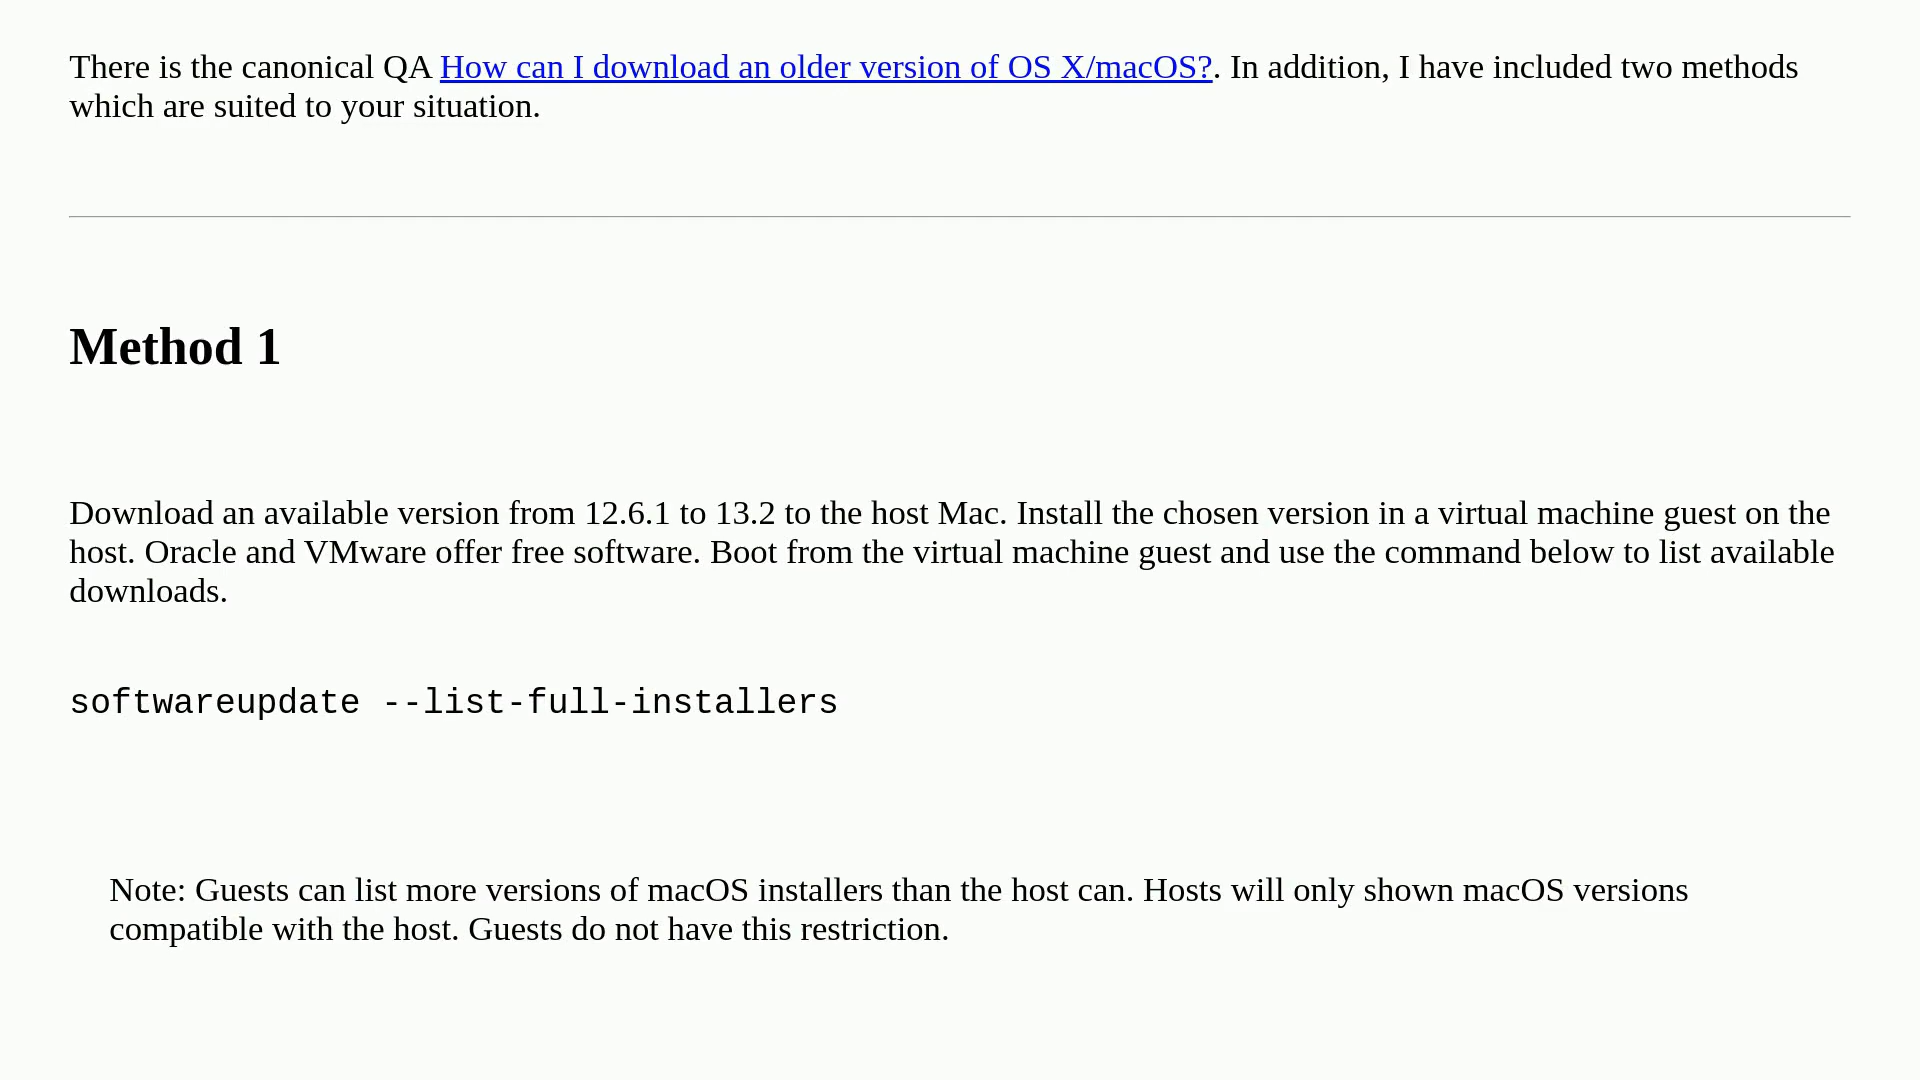 There is the canonical QA How can I download an older version of OS X/macOS?. In addition, I have included two methods
which are suited to your situation.
Method 1
Download an available version from 12.6.1 to 13.2 to the host Mac. Install the chosen version in a virtual machine guest on the
host. Oracle and VMware offer free software. Boot from the virtual machine guest and use the command below to list available
downloads.
softwareupdate --list-full-installers
Note: Guests can list more versions of macOS installers than the host can. Hosts will only shown macOS versions
compatible with the host. Guests do not have this restriction.